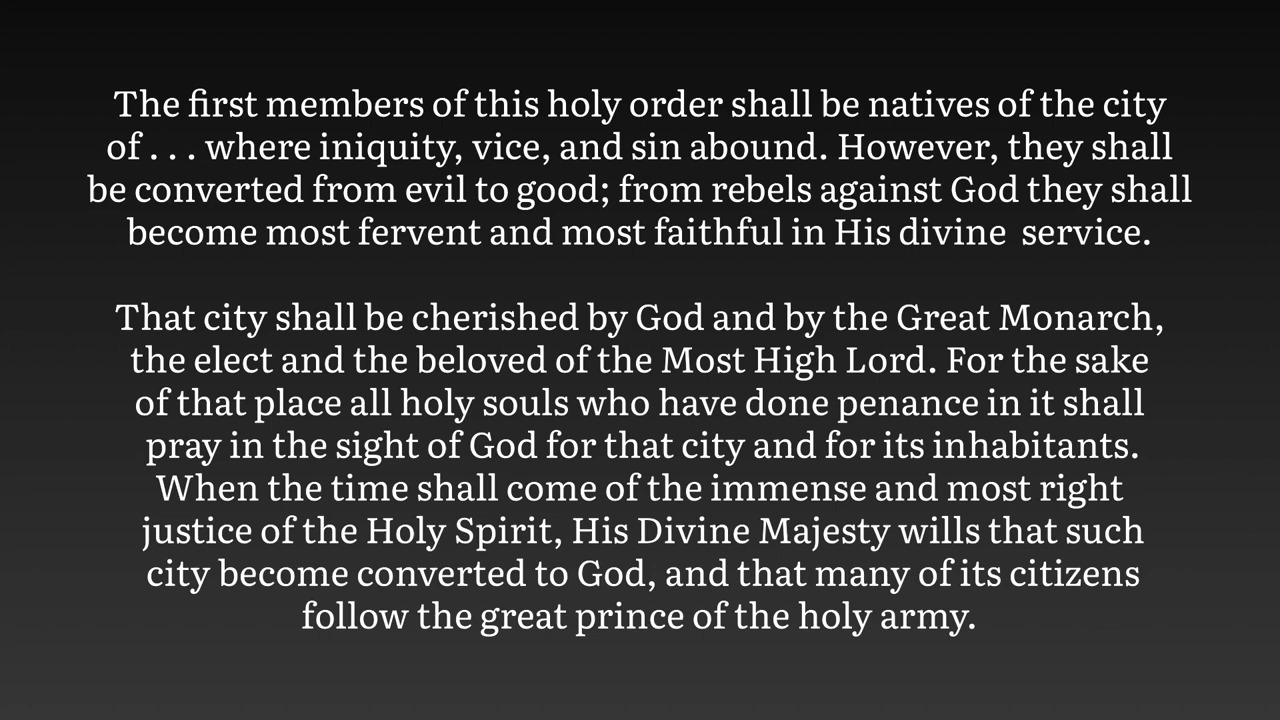 The first members of this holy order shall be natives of the city
of . . . where iniquity, vice, and sin abound. However, they shall
be converted from evil to good; from rebels against God they shall
become most fervent and most faithful in His divine  service.
That city shall be cherished by God and by the Great Monarch,
the elect and the beloved of the Most High Lord. For the sake
of that place all holy souls who have done penance in it shall
pray in the sight of God for that city and for its inhabitants.
When the time shall come of the immense and most right
justice of the Holy Spirit, His Divine Majesty wills that such
city become converted to God, and that many of its citizens
follow the great prince of the holy army.